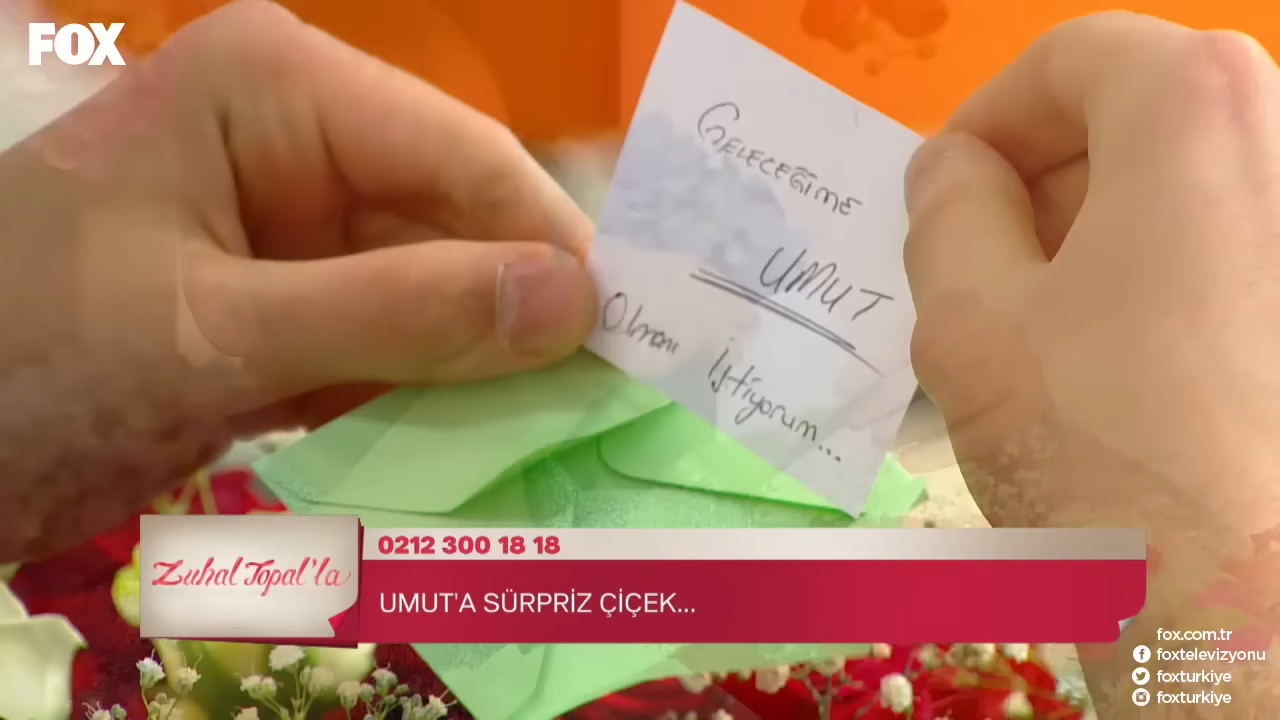 FOX
GELECEĞİME
UMUT
Olmanı
İstiyorum...
0212 300 18 18
Zuhal Topal'la
UMUT'A SÜRPRİZ ÇİÇEK...
fox.com.tr
foxtelevizyonu
foxturkiye
foxturkiye